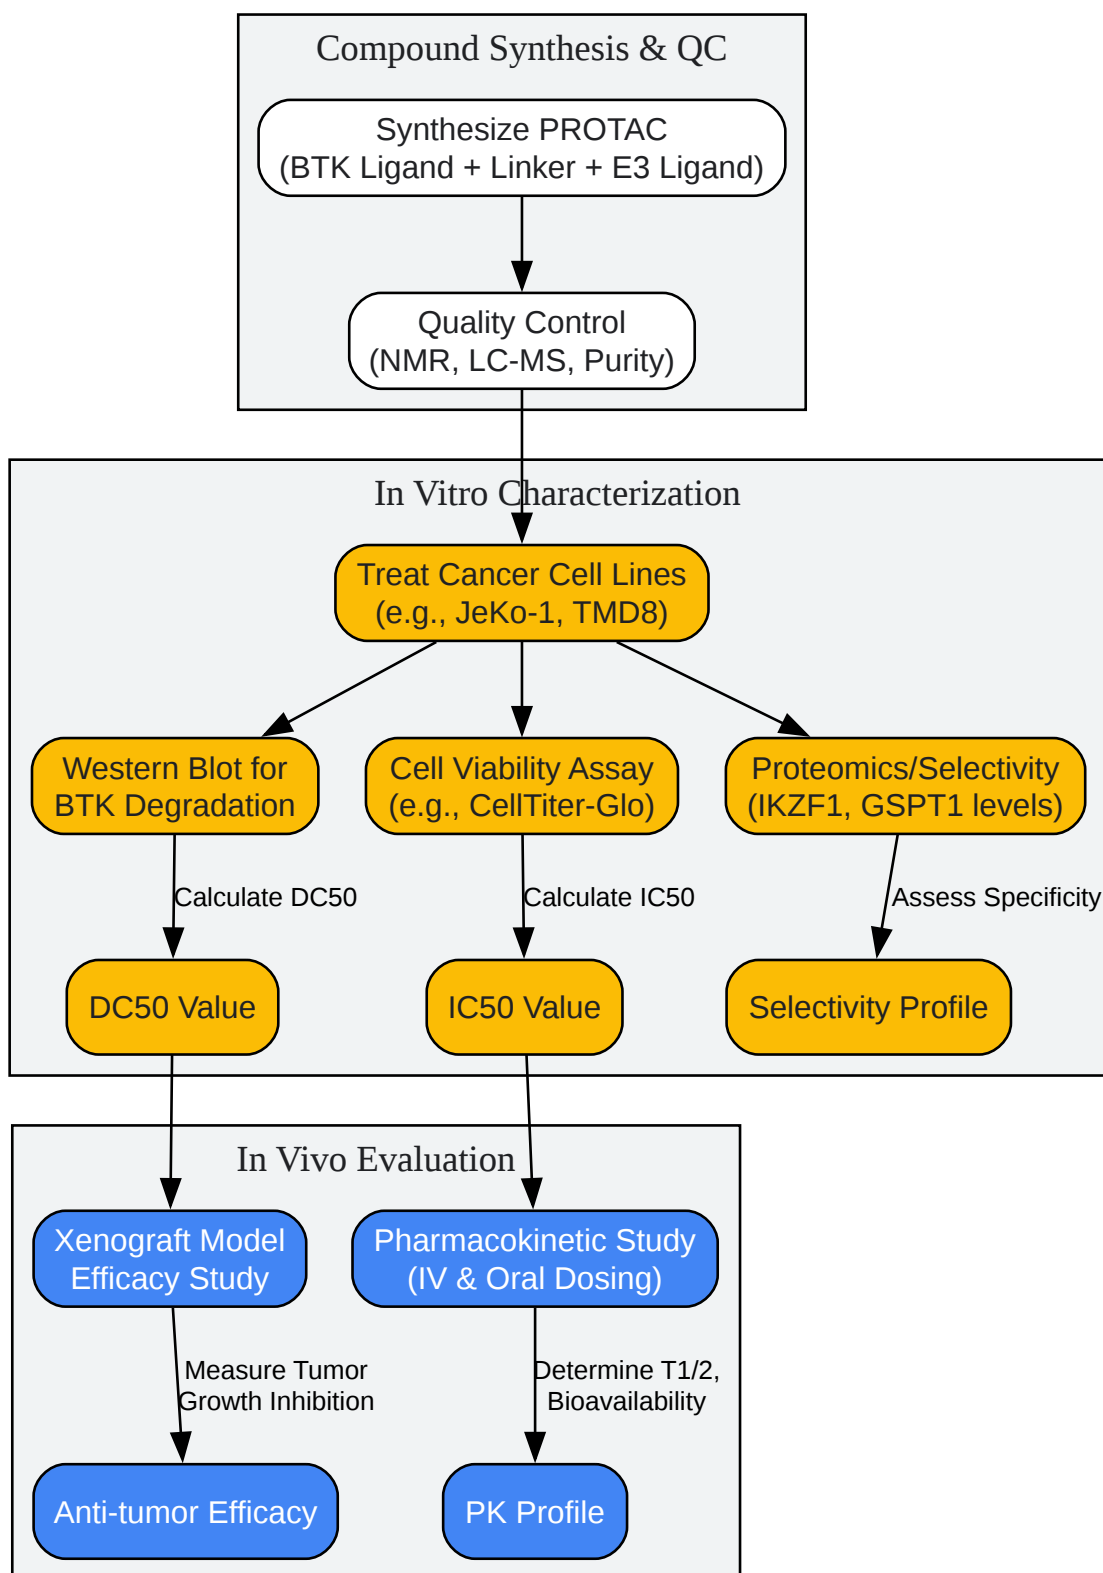 Compound Synthesis & QC
Synthesize PROTAC
(BTK Ligand + Linker + E3 Ligand)
Quality Control
(NMR, LC-MS, Purity)
In Vitro Characterization
Treat Cancer Cell Lines
(e.g., JeKo-1, TMD8)
Western Blot for
BTK Degradation
Cell Viability Assay
(e.g., CellTiter-Glo)
Proteomics/Selectivity
(IKZF1, GSPT1 levels)
Calculate DC50
Calculate IC50
Assess Specificity
DC50 Value
IC50 Value
Selectivity Profile
In Vivo Evaluation
Xenograft Model
Efficacy Study
Pharmacokinetic Study
(IV & Oral Dosing)
Measure Tumor
Growth Inhibition
Determine T1/2,
Bioavailability
Anti-tumor Efficacy
PK Profile